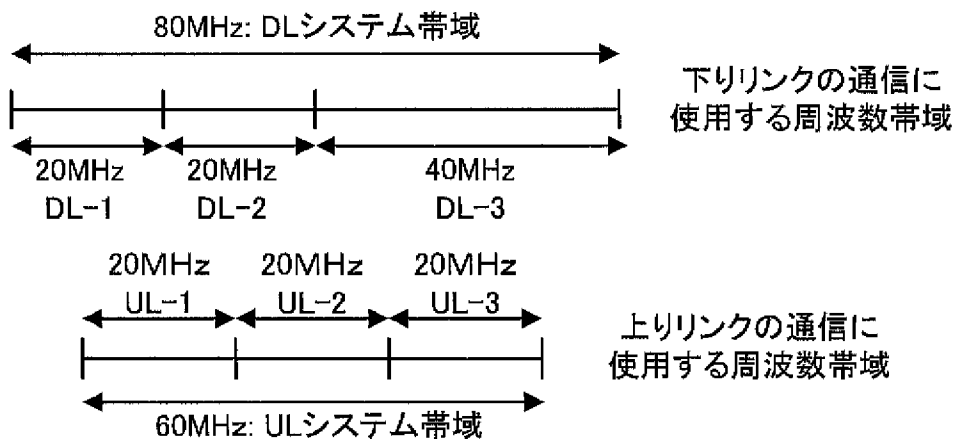 80MHz: DLシステム帯域
下りリンクの通信に
使用する周波数帯域
20MHz 20MHz 40MHz
DL-1 DL-2 DL-3
20MHz 20MHz 20MHz
UL-1 UL-2 UL-3
上りリンクの通信に
使用する周波数帯域
60MHz: ULシステム帯域